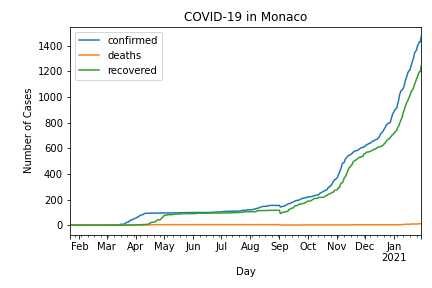 COVID-19 in Monaco
confirmed
deaths
recovered
Number of Cases
1400
1200
1000
800
600
400
200
0
Feb Mar Apr May Jun Jul Aug Sep Oct Nov Dec Jan
2021
Day